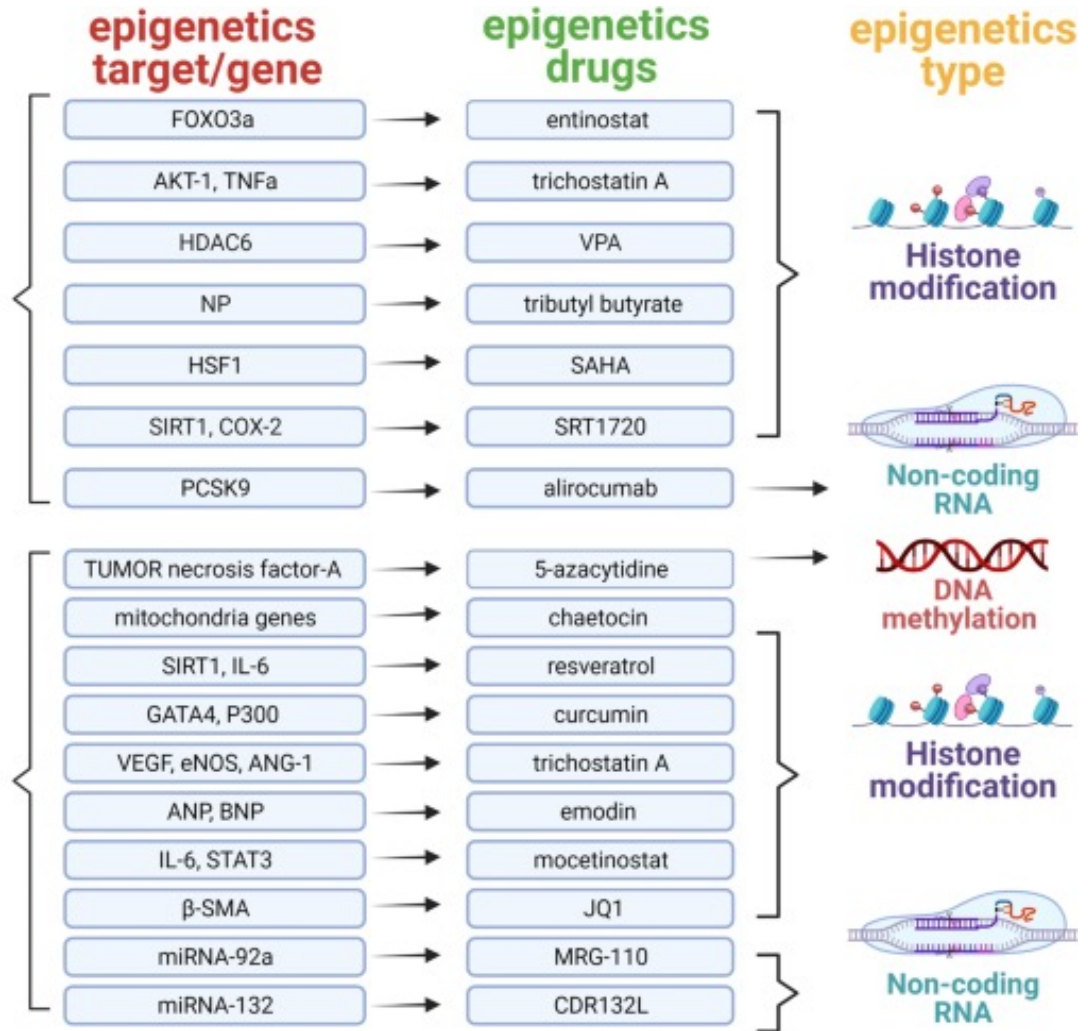 epigenetics
target/gene
epigenetics
drugs
epigenetics
type
FOXO3a
entinostat
AKT-1, TNFa
trichostatin A
HDAC6
VPA
Histone
modification
NP
tributyl butyrate
HSF1
SAHA
SIRT1, COX-2
SRT1720
PCSK9
alirocumab
Non-coding
RNA
TUMOR necrosis factor-A
5-azacytidine
DNA
methylation
mitochondria genes
chaetocin
SIRT1, IL-6
resveratrol
GATA4, P300
curcumin
VEGF, eNOS, ANG-1
trichostatin A
Histone
modification
ANP, BNP
emodin
IL-6, STAT3
mocetinostat
β-SMA
JQ1
miRNA-92a
MRG-110
miRNA-132
CDR132L
Non-coding
RNA